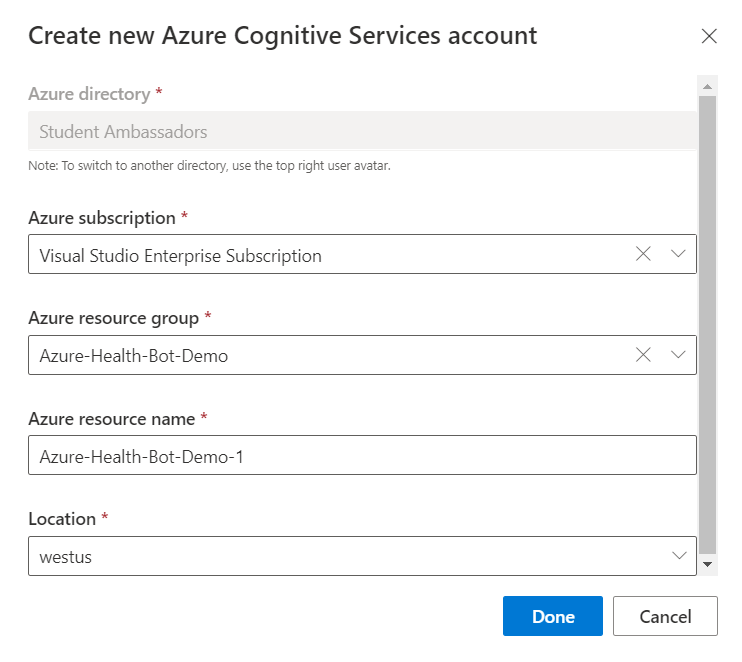 Create new Azure Cognitive Services account
Azure directory *
Student Ambassadors
Note: To switch to another directory, use the top right user avatar.
Azure subscription *
Visual Studio Enterprise Subscription
Azure resource group *
Azure-Health-Bot-Demo
Azure resource name *
Azure-Health-Bot-Demo-1
Location *
westus
Done
Cancel